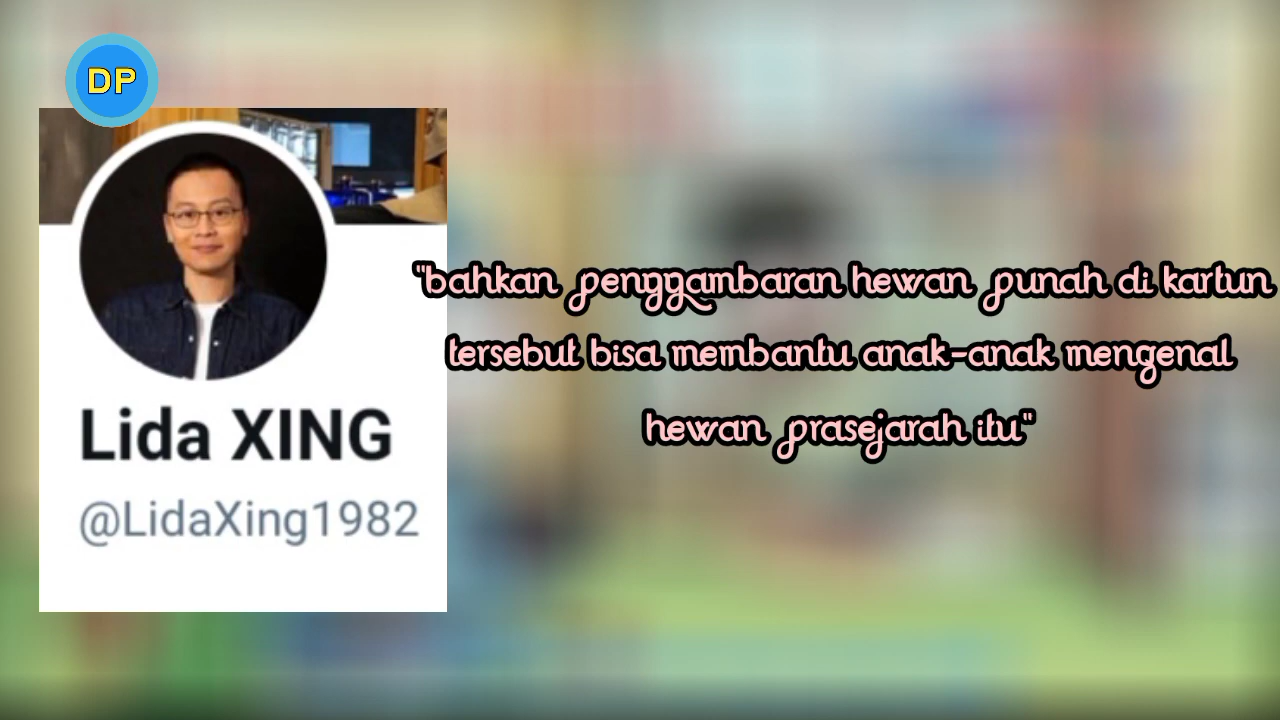 DP
Lida XING
@LidaXing1982
"bahkan penggambaran hewan punah di kartun
tersebut bisa membantu anak-anak mengenal
hewan prasejarah itu"